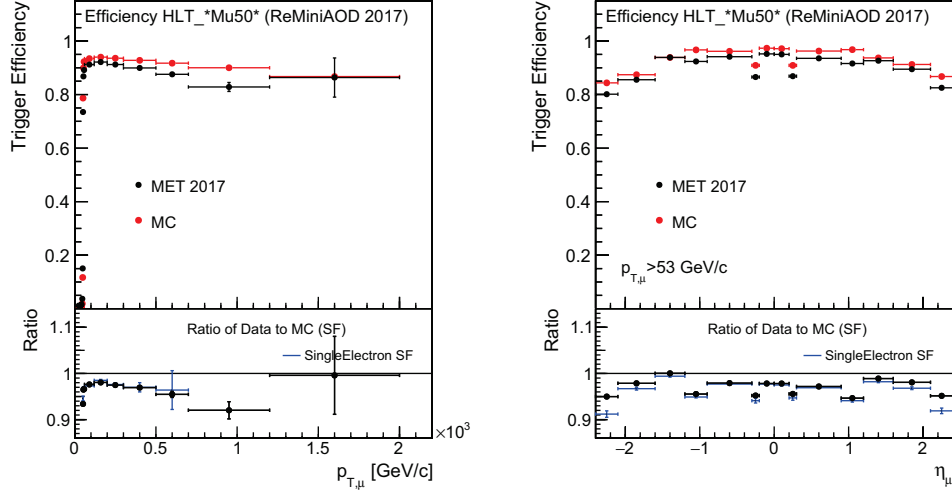 Efficiency HLT_*Mu50* (ReMiniAOD 2017)
Trigger Efficiency
1
0.8
0.6
0.4
0.2
MET 2017
MC
Ratio
1.1
1
0.9
Ratio of Data to MC (SF)
SingleElectron SF
0 0.5 1 1.5 2
×10³
p_{T,μ} [GeV/c]
Efficiency HLT_*Mu50* (ReMiniAOD 2017)
Trigger Efficiency
1
0.8
0.6
0.4
0.2
MET 2017
MC
p_{T,μ}>53 GeV/c
Ratio
1.1
1
0.9
Ratio of Data to MC (SF)
SingleElectron SF
−2 −1 0 1 2
η_μ